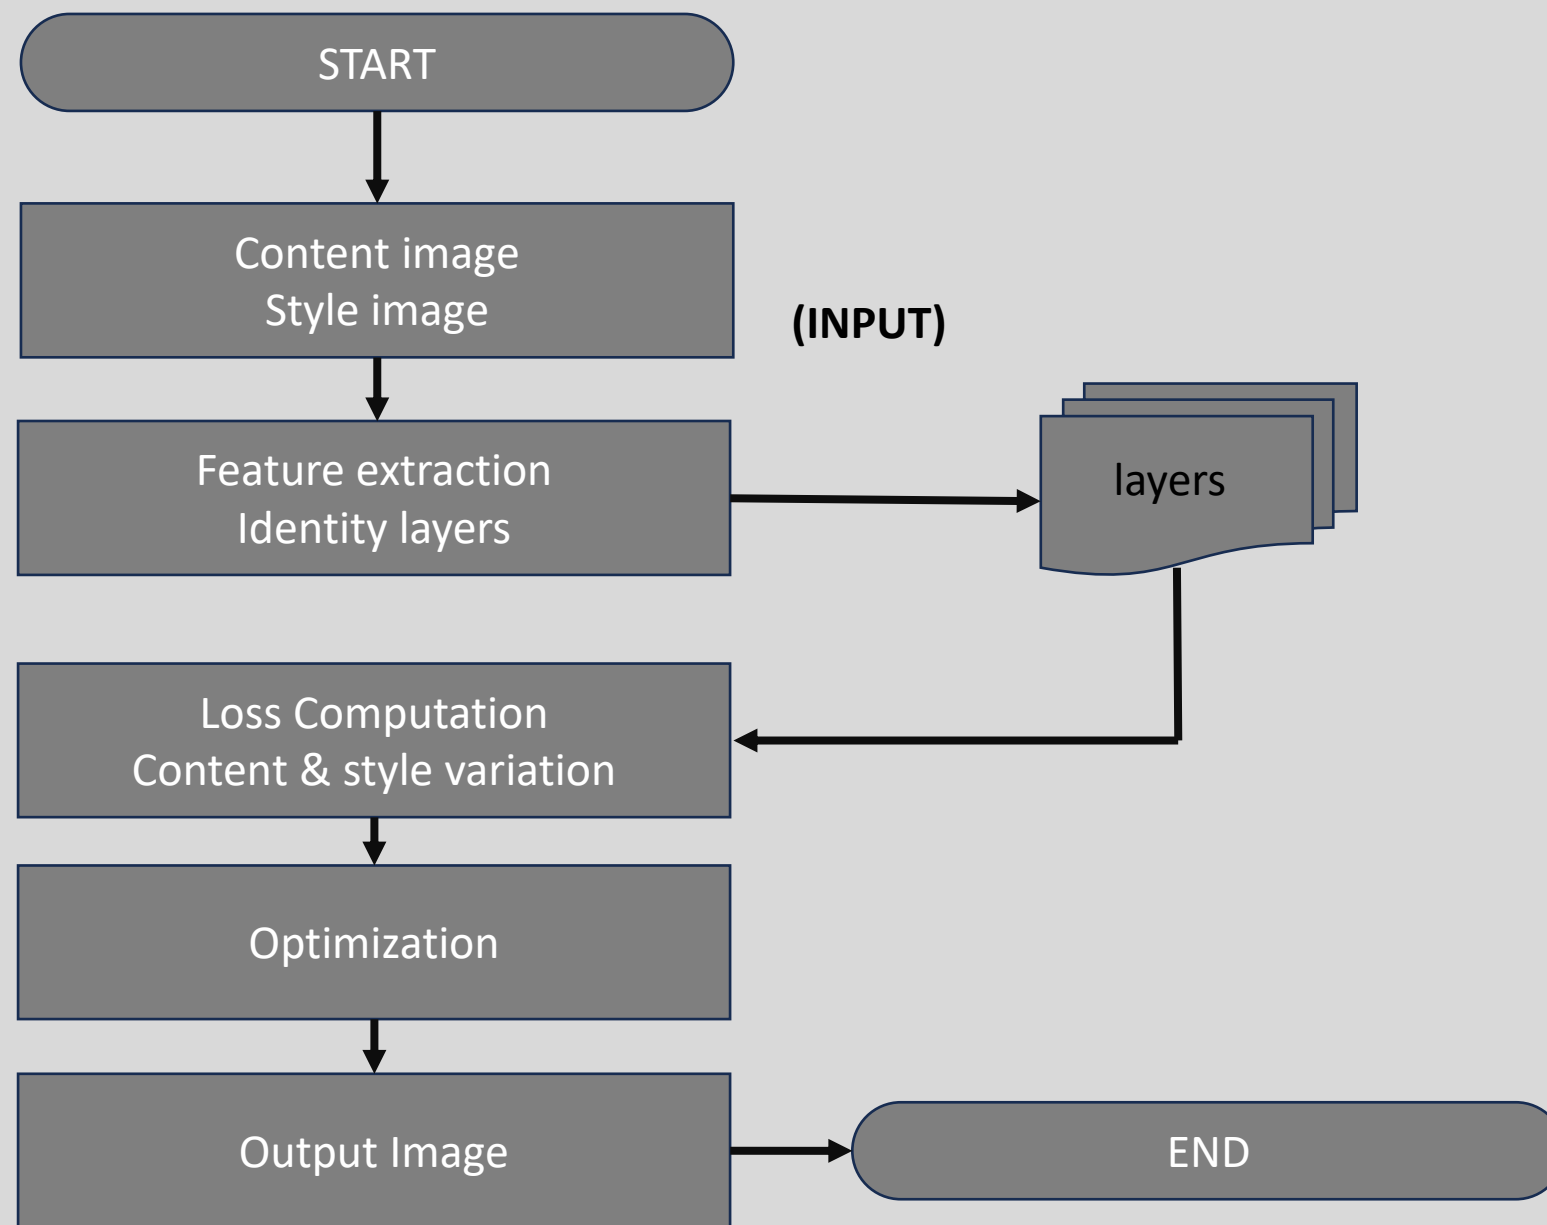 START
Content image
Style image
(INPUT)
Feature extraction
Identity layers
layers
Loss Computation
Content & style variation
Optimization
Output Image
END